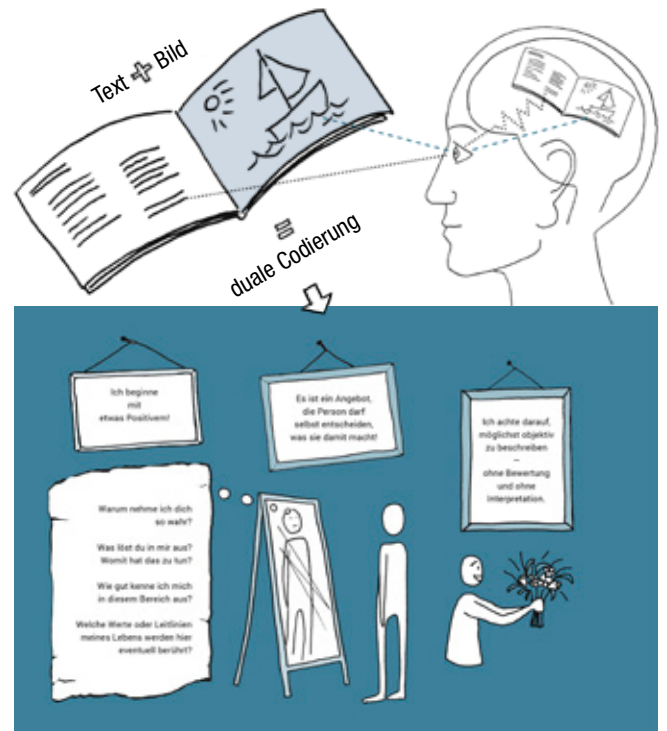 Text + Bild
=
duale Codierung
Ich beginne
mit
etwas Positivem!
Es ist ein Angebot,
die Person darf
selbst entscheiden,
was sie damit macht!
Ich achte darauf,
möglichst objektiv
zu beschreiben
–
ohne Bewertung
und ohne
Interpretation.
Warum nehme ich dich
so wahr?
Was löst du in mir aus?
Womit hat das zu tun?
Wie gut kenne ich mich
in diesem Bereich aus?
Welche Werte oder Leitlinien
meines Lebens werden hier
eventuell berührt?